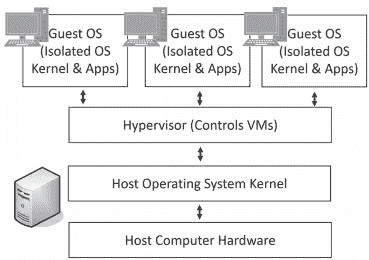 Guest OS
(Isolated OS
Kernel & Apps)
Guest OS
(Isolated OS
Kernel & Apps)
Guest OS
(Isolated OS
Kernel & Apps)
Hypervisor (Controls VMs)
Host Operating System Kernel
Host Computer Hardware